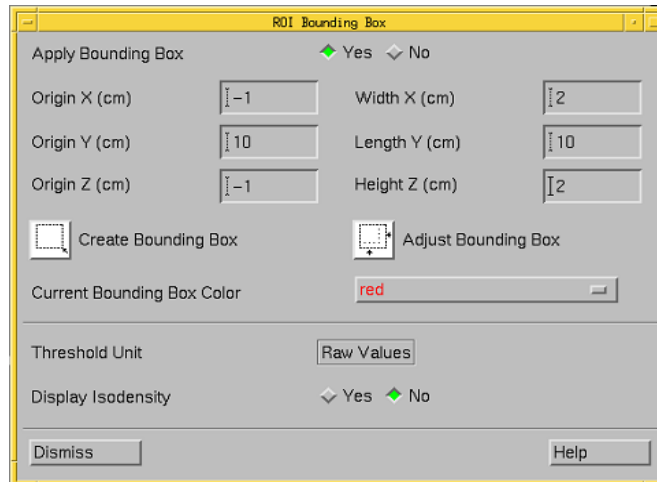 ROI Bounding Box
Apply Bounding Box Yes No
Origin X (cm) -1 Width X (cm) 2
Origin Y (cm) 10 Length Y (cm) 10
Origin Z (cm) -1 Height Z (cm) 2
Create Bounding Box Adjust Bounding Box
Current Bounding Box Color red
Threshold Unit Raw Values
Display Isodensity Yes No
Dismiss Help